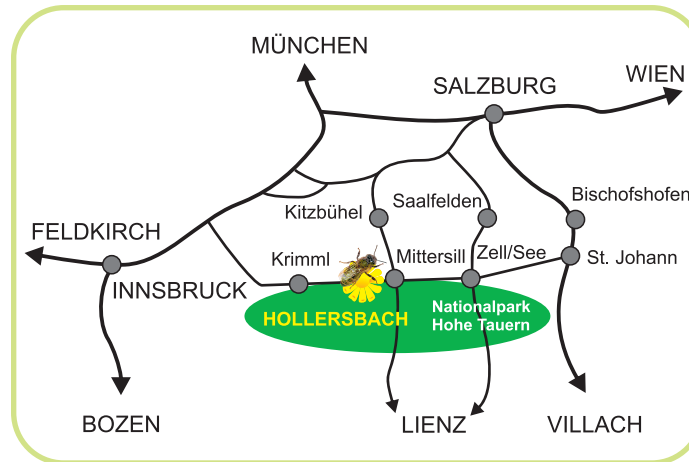 MÜNCHEN
WIEN
SALZBURG
Kitzbühel
Saalfelden
Bischofshofen
FELDKIRCH
Krimml
Mittersill
Zell/See
St. Johann
INNSBRUCK
HOLLERSBACH
Nationalpark
Hohe Tauern
BOZEN
LIENZ
VILLACH